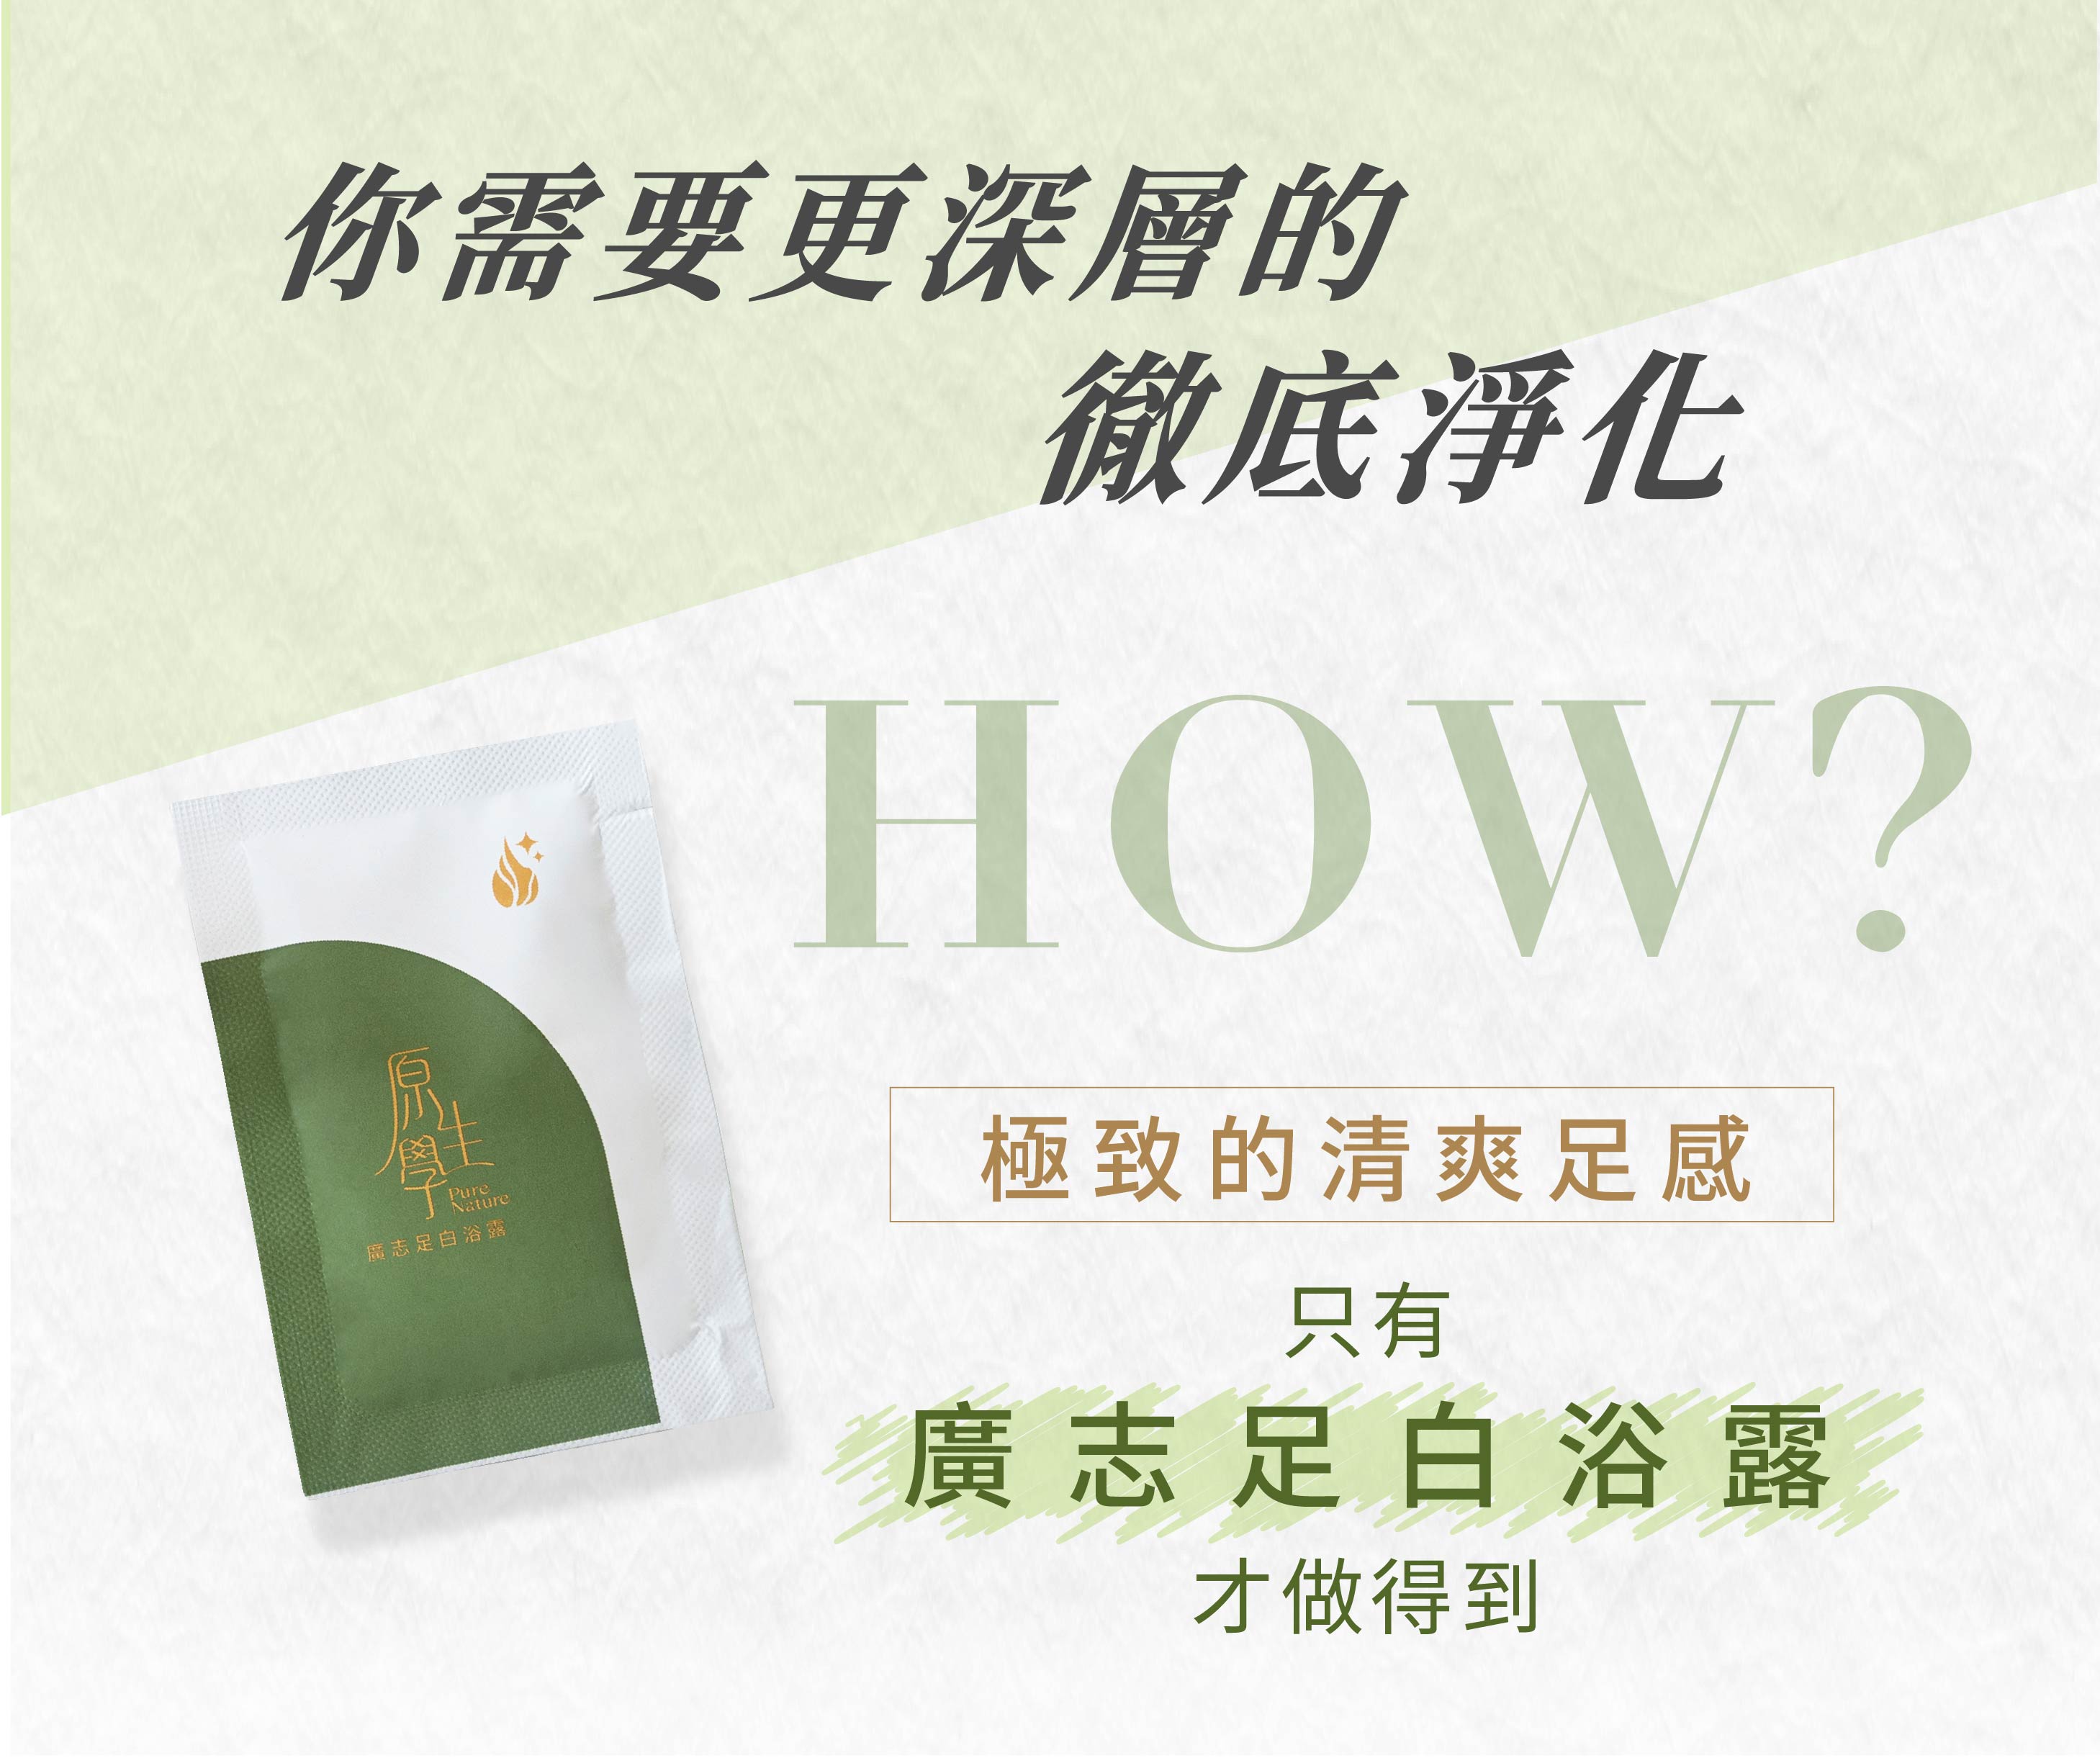 你需要更深層的
徹底淨化
HOW?
原生學
Pure
Nature
廣志足白浴露
極致的清爽足感
只有
廣志足白浴露
才做得到